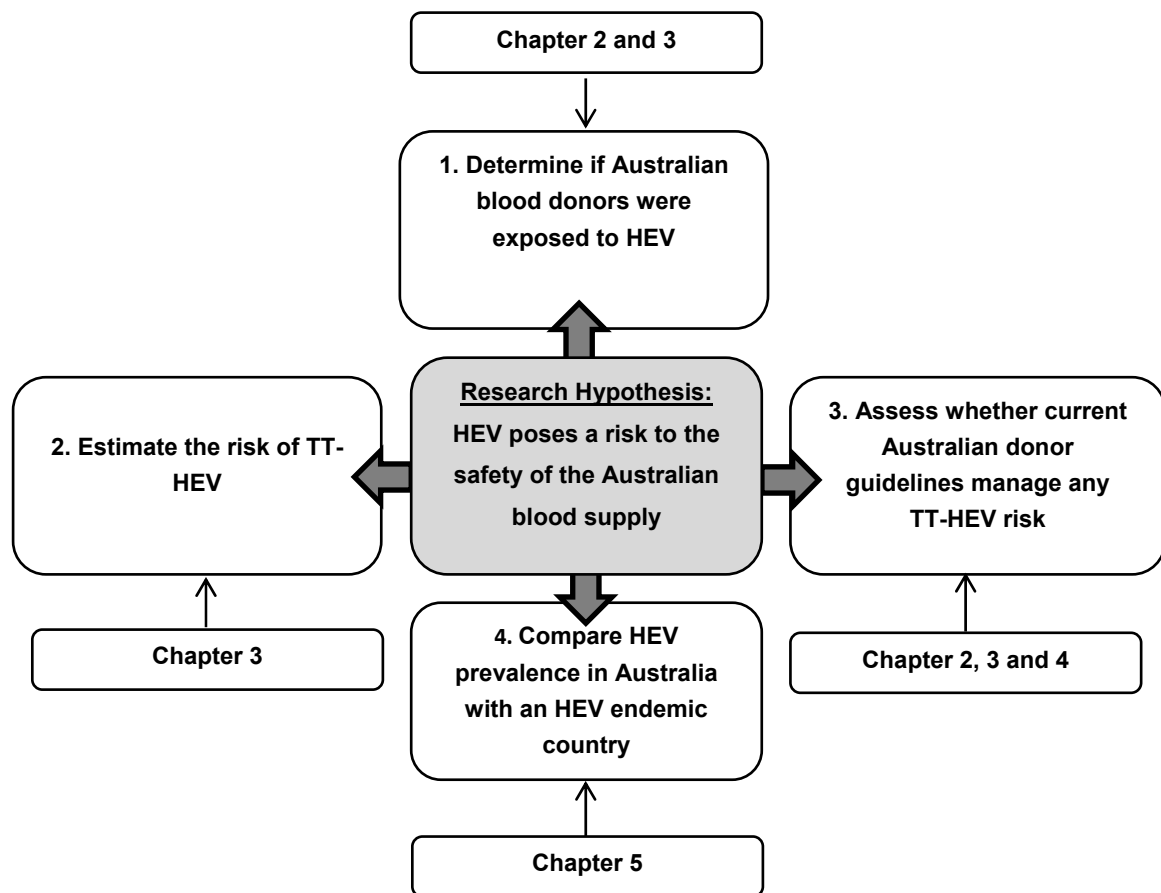 Chapter 2 and 3
1. Determine if Australian
blood donors were
exposed to HEV
Research Hypothesis:
HEV poses a risk to the
safety of the Australian
blood supply
2. Estimate the risk of TT-
HEV
3. Assess whether current
Australian donor
guidelines manage any
TT-HEV risk
Chapter 3
4. Compare HEV
prevalence in Australia
with an HEV endemic
country
Chapter 2, 3 and 4
Chapter 5